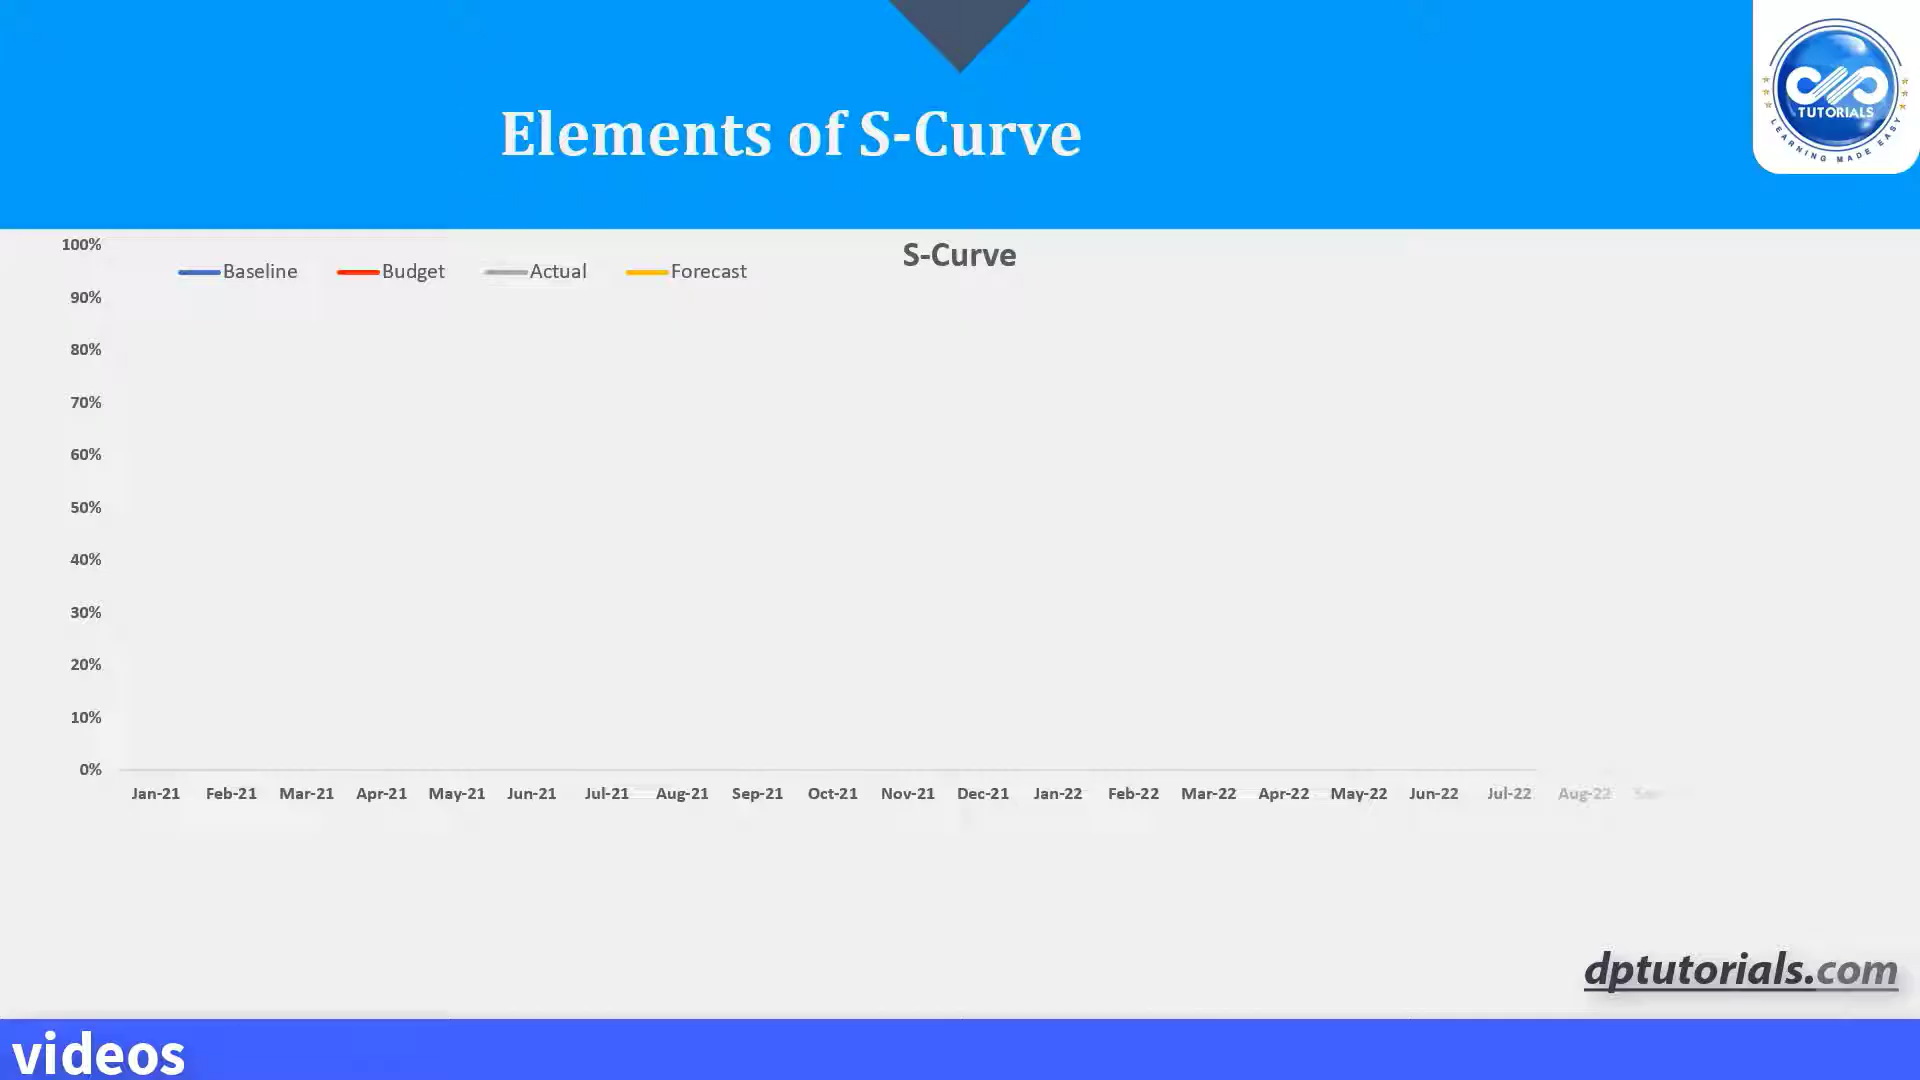 TUTORIALS
LEARNING MADE EASY
Elements of S-Curve
S-Curve
Baseline Budget Actual Forecast
100%
90%
80%
70%
60%
50%
40%
30%
20%
10%
0%
Jan-21 Feb-21 Mar-21 Apr-21 May-21 Jun-21 Jul-21 Aug-21 Sep-21 Oct-21 Nov-21 Dec-21 Jan-22 Feb-22 Mar-22 Apr-22 May-22 Jun-22 Jul-22 Aug-22
dptutorials.com
videos